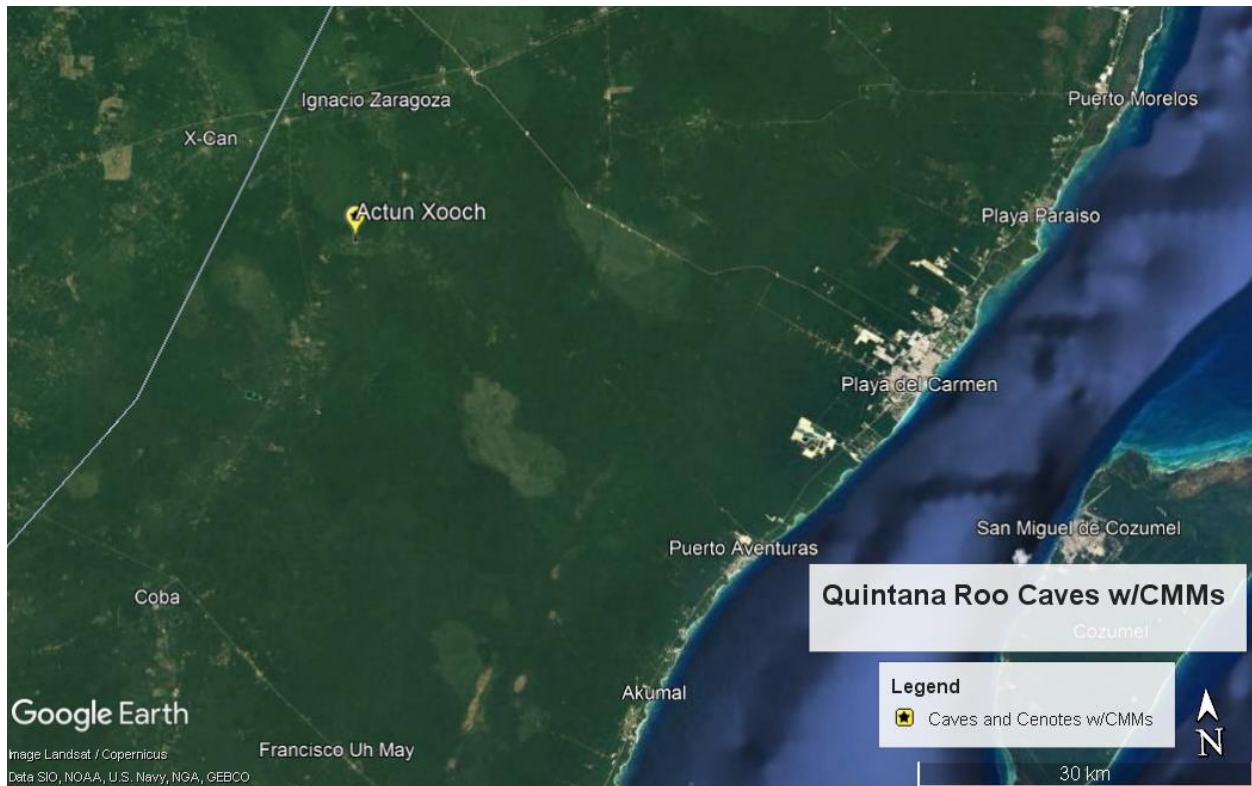 Ignacio Zaragoza
Puerto Morelos
X-Can
Actun Xooch
Playa Paraiso
Playa del Carmen
San Miguel de Cozumel
Puerto Aventuras
Coba
Quintana Roo Caves w/CMMs
Cozumel
Akumal
Legend
Caves and Cenotes w/CMMs
Google Earth
N
Francisco Uh May
Image Landsat / Copernicus
Data SIO, NOAA, U.S. Navy, NGA, GEBCO
30 km